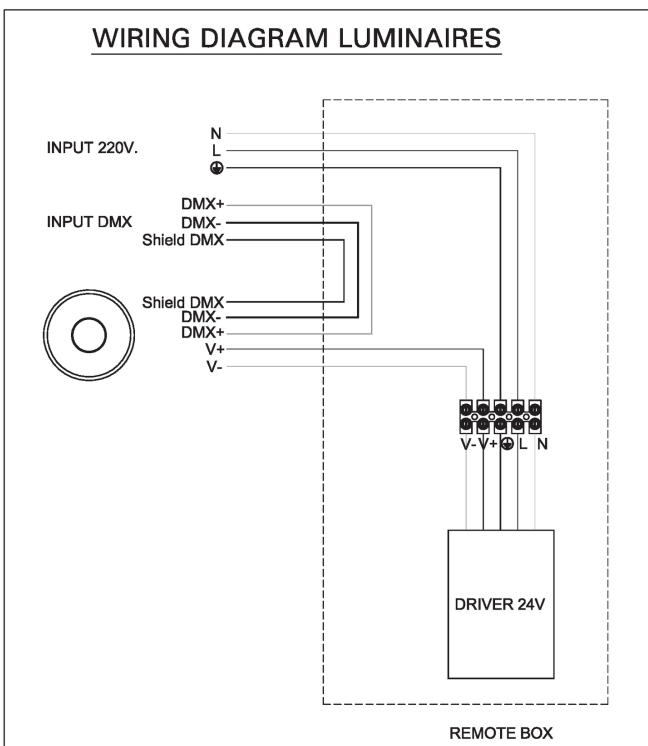 WIRING DIAGRAM LUMINAIRES
INPUT 220V.
N
L
INPUT DMX
DMX+
DMX-
Shield DMX
Shield DMX
DMX-
DMX+
V+
V-
V- V+ L N
DRIVER 24V
REMOTE BOX